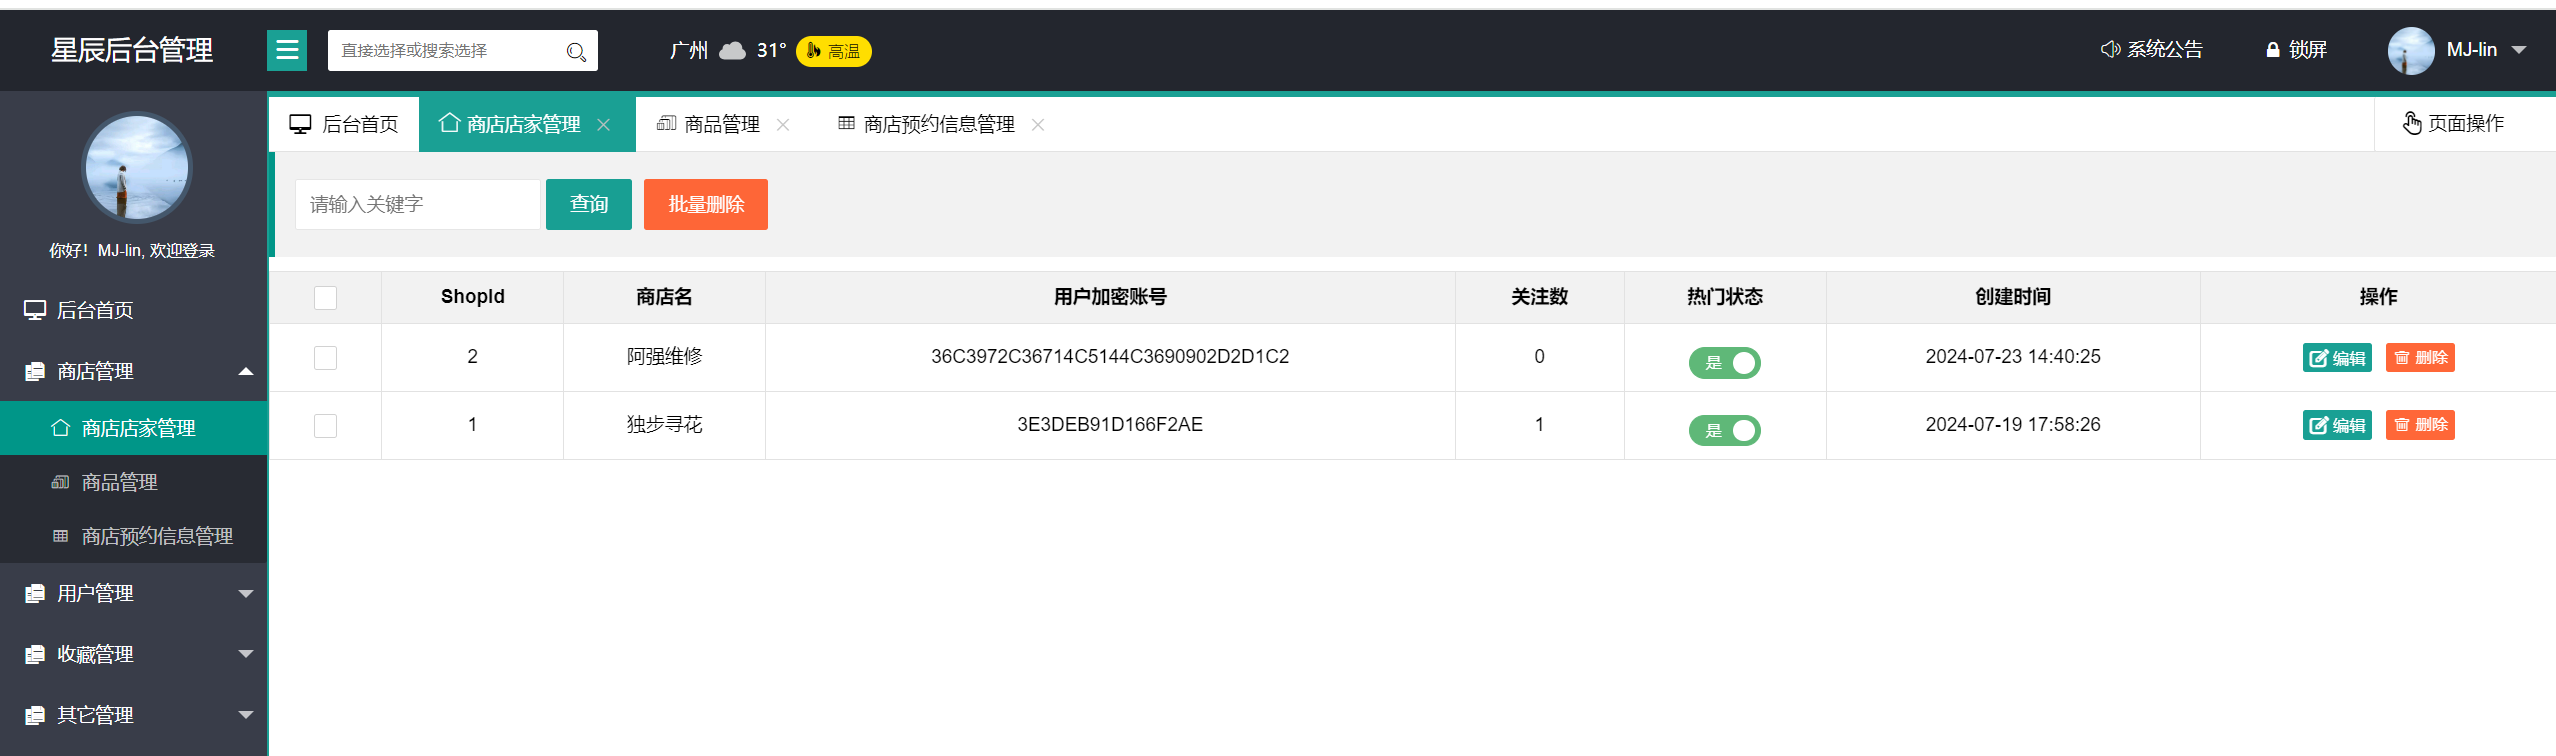 星辰后台管理
直接选择或搜索选择
广州 31° 高温
系统公告
锁屏
MJ-lin
你好！MJ-lin, 欢迎登录
后台首页
商店管理
商店店家管理
商品管理
商店预约信息管理
用户管理
收藏管理
其它管理
后台首页 商店店家管理 商品管理 商店预约信息管理 页面操作
请输入关键字 查询 批量删除
ShopId 商店名 用户加密账号 关注数 热门状态 创建时间 操作
2 阿强维修 36C3972C36714C5144C3690902D2D1C2 0 是 2024-07-23 14:40:25 编辑 删除
1 独步寻花 3E3DEB91D166F2AE 1 是 2024-07-19 17:58:26 编辑 删除